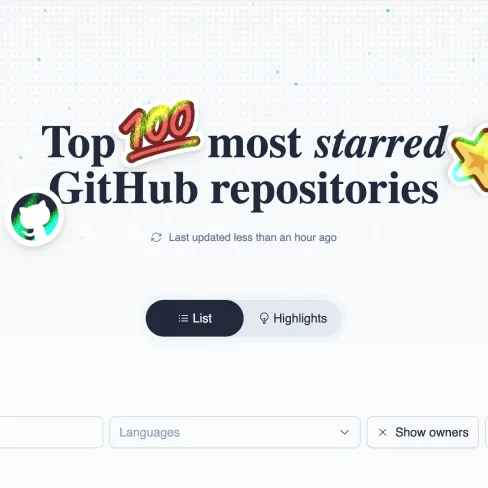 Top 100 most starred
GitHub repositories
Last updated less than an hour ago
List
Highlights
Languages
Show owners